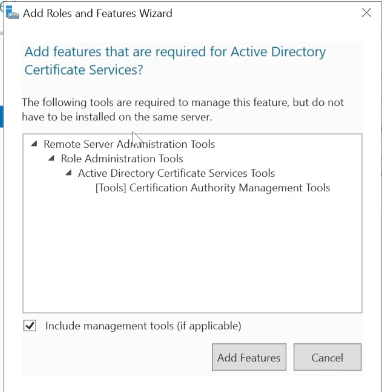 Add Roles and Features Wizard
Add features that are required for Active Directory
Certificate Services?
The following tools are required to manage this feature, but do not
have to be installed on the same server.
Remote Server Administration Tools
Role Administration Tools
Active Directory Certificate Services Tools
[Tools] Certification Authority Management Tools
Include management tools (if applicable)
Add Features
Cancel